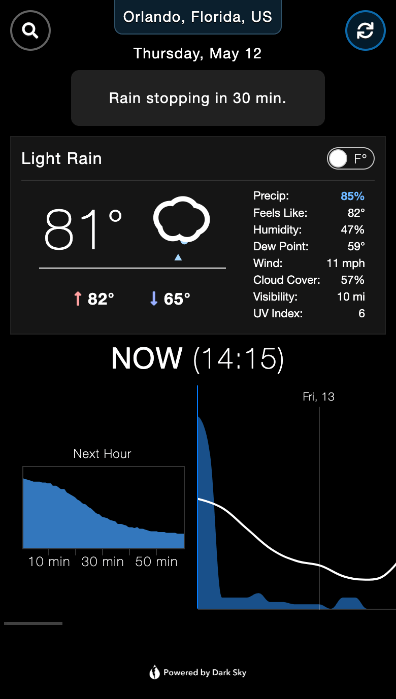 Orlando, Florida, US
Thursday, May 12
Rain stopping in 30 min.
Light Rain
F°
81°
82°
65°
Precip: 85%
Feels Like: 82°
Humidity: 47%
Dew Point: 59°
Wind: 11 mph
Cloud Cover: 57%
Visibility: 10 mi
UV Index: 6
NOW (14:15)
Next Hour
10 min 30 min 50 min
Fri, 13
Powered by Dark Sky